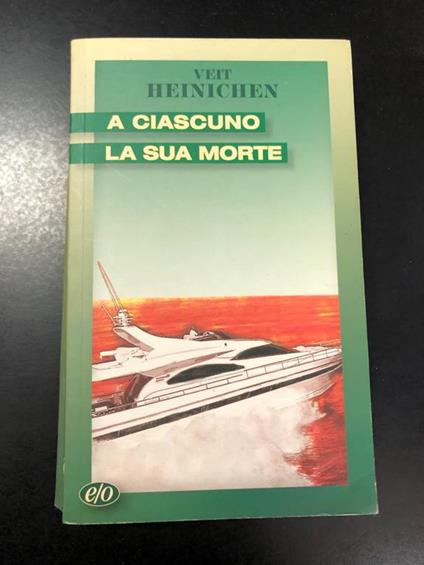 VEIT
HEINICHEN
A CIASCUNO
LA SUA MORTE
e/o